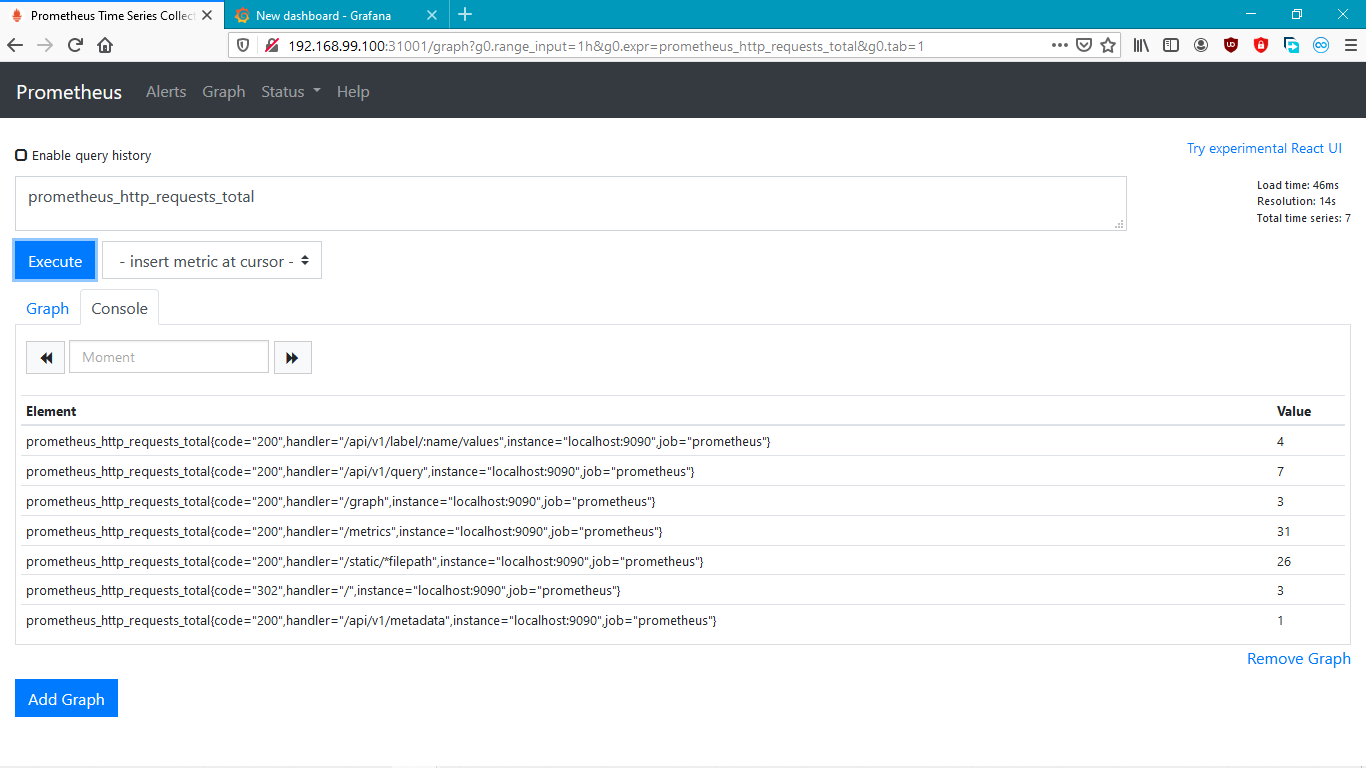 Prometheus Time Series Collect
New dashboard - Grafana
192.168.99.100:31001/graph?g0.range_input=1h&g0.expr=prometheus_http_requests_total&g0.tab=1
Prometheus Alerts Graph Status Help
Enable query history
Try experimental React UI
prometheus_http_requests_total
Load time: 46ms
Resolution: 14s
Total time series: 7
Execute - insert metric at cursor -
Graph Console
Moment
Element Value
prometheus_http_requests_total{code="200",handler="/api/v1/label/:name/values",instance="localhost:9090",job="prometheus"} 4
prometheus_http_requests_total{code="200",handler="/api/v1/query",instance="localhost:9090",job="prometheus"} 7
prometheus_http_requests_total{code="200",handler="/graph",instance="localhost:9090",job="prometheus"} 3
prometheus_http_requests_total{code="200",handler="/metrics",instance="localhost:9090",job="prometheus"} 31
prometheus_http_requests_total{code="200",handler="/static/*filepath",instance="localhost:9090",job="prometheus"} 26
prometheus_http_requests_total{code="302",handler="/",instance="localhost:9090",job="prometheus"} 3
prometheus_http_requests_total{code="200",handler="/api/v1/metadata",instance="localhost:9090",job="prometheus"} 1
Remove Graph
Add Graph